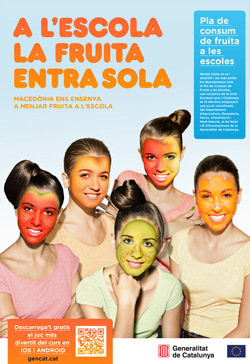 A L'ESCOLA
LA FRUITA
ENTRA SOLA
MACEDÒNIA ENS ENSENYA
A MENJAR FRUITA A L'ESCOLA
Pla de
consum
de fruita
a les
escoles
Descarrega't gratis
el joc més
divertit del curs en
iOS | ANDROID
gencat.cat
Generalitat
de Catalunya